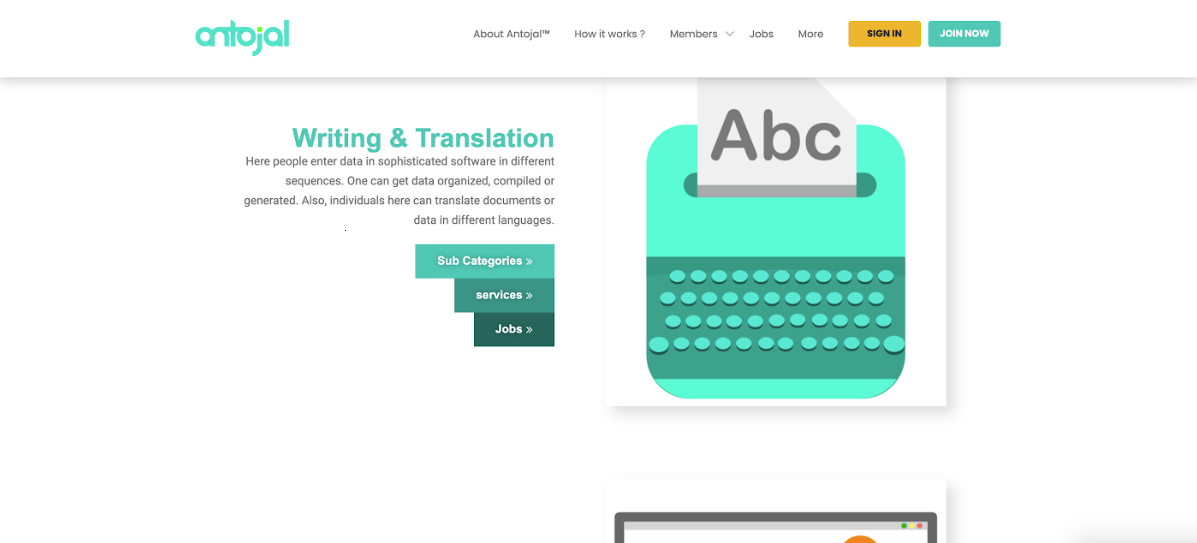 antojal
About Antojal™ How it works ? Members Jobs More SIGN IN JOIN NOW
Abc
Writing & Translation
Here people enter data in sophisticated software in different
sequences. One can get data organized, compiled or
generated. Also, individuals here can translate documents or
data in different languages.
Sub Categories »
services »
Jobs »